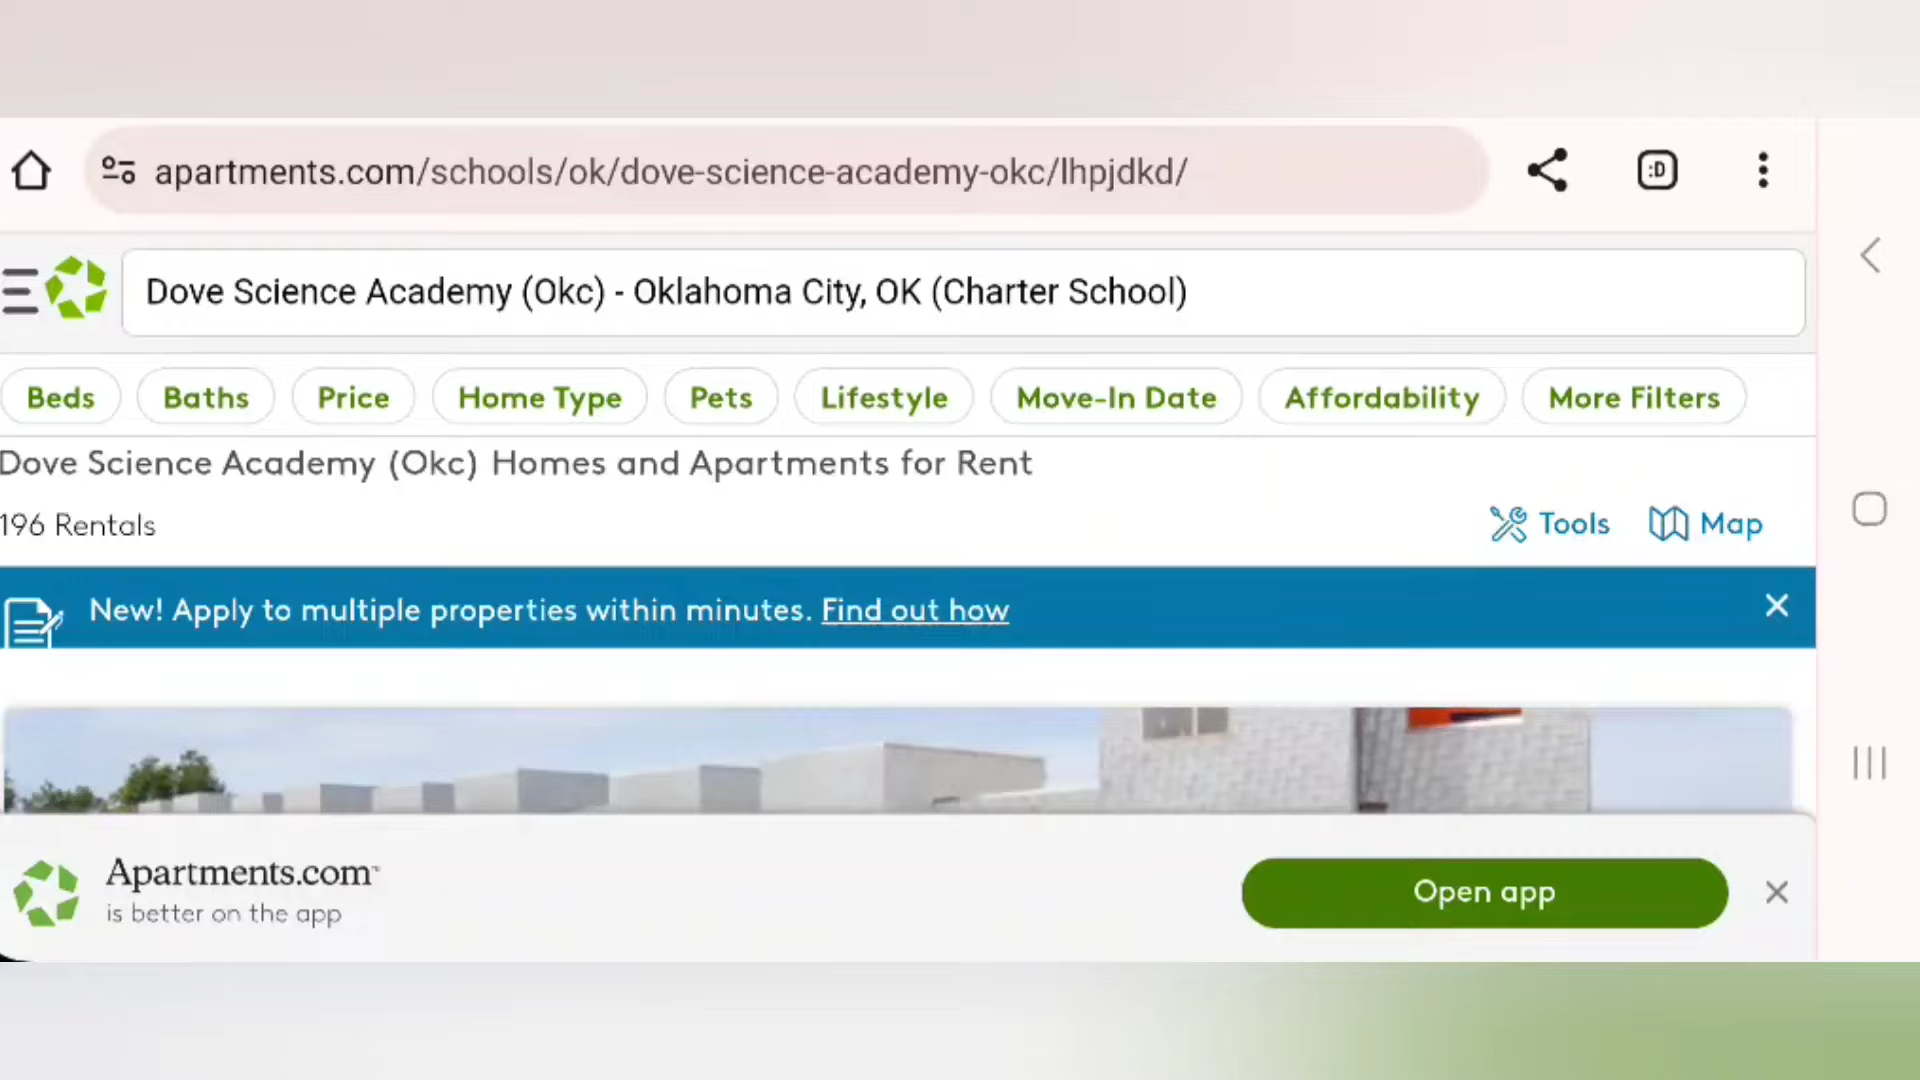 apartments.com/schools/ok/dove-science-academy-okc/lhpjdkd/
:D
Dove Science Academy (Okc) - Oklahoma City, OK (Charter School)
Beds Baths Price Home Type Pets Lifestyle Move-In Date Affordability More Filters
Dove Science Academy (Okc) Homes and Apartments for Rent
196 Rentals Tools Map
New! Apply to multiple properties within minutes. Find out how
Apartments.com™
is better on the app
Open app